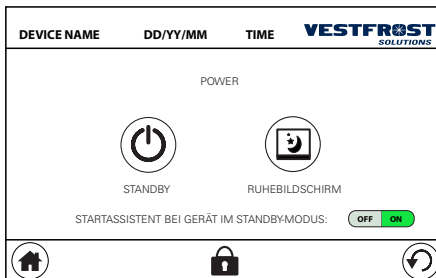 DEVICE NAME DD/YY/MM TIME VESTFROST
SOLUTIONS
POWER
STANDBY RUHEBILDSCHIRM
STARTASSISTENT BEI GERÄT IM STANDBY-MODUS: OFF ON